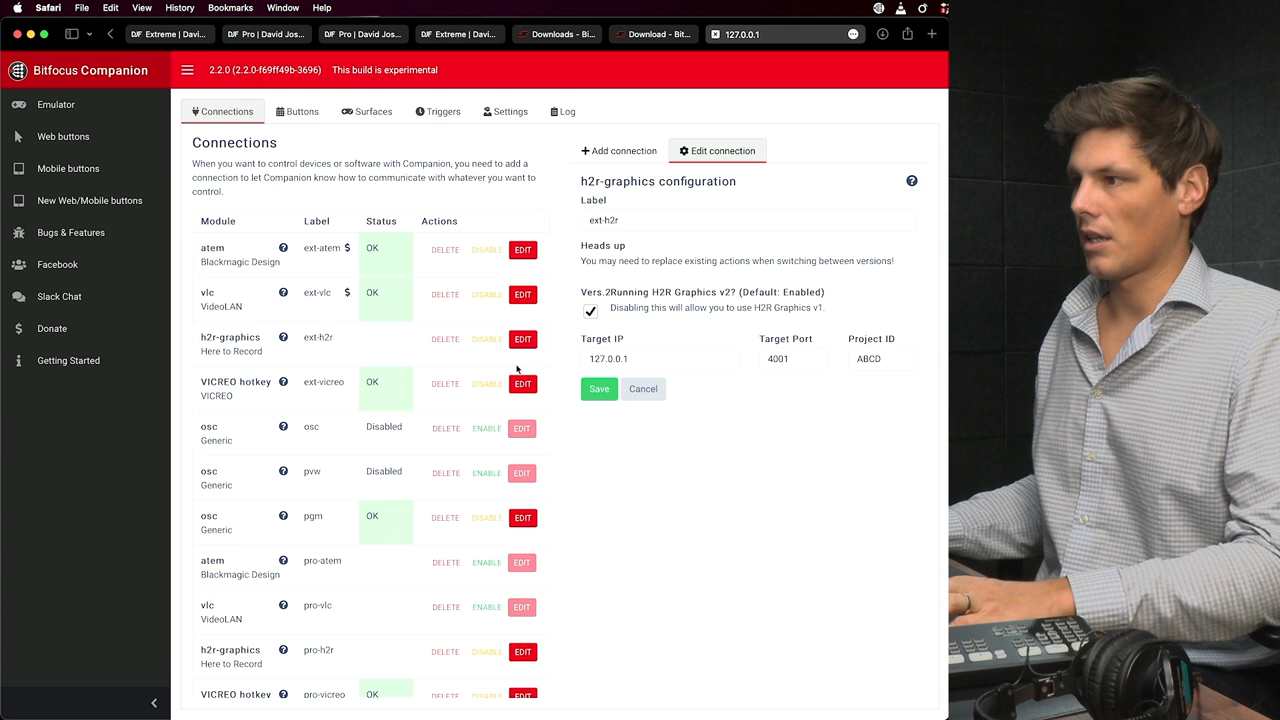 Safari File Edit View History Bookmarks Window Help
DJF Extreme | Davi... DJF Pro | David Jos... DJF Pro | David Jos... DJF Extreme | Davi... Downloads - Bi... Download - Bit... 127.0.0.1
Bitfocus Companion
2.2.0 (2.2.0-f69ff49b-3696) This build is experimental
Emulator
Web buttons
Mobile buttons
New Web/Mobile buttons
Bugs & Features
Facebook
Slack Chat
Donate
Getting Started
Connections Buttons Surfaces Triggers Settings Log
Connections
When you want to control devices or software with Companion, you need to add a
connection to let Companion know how to communicate with whatever you want to
control.
Module Label Status Actions
atem ext-atem $ OK DELETE DISABLE EDIT
Blackmagic Design
vlc ext-vlc $ OK DELETE DISABLE EDIT
VideoLAN
h2r-graphics ext-h2r DELETE DISABLE EDIT
Here to Record
VICREO hotkey ext-vicreo OK DELETE DISABLE EDIT
VICREO
osc osc Disabled DELETE ENABLE EDIT
Generic
osc pvw Disabled DELETE ENABLE EDIT
Generic
osc pgm OK DELETE DISABLE EDIT
Generic
atem pro-atem DELETE ENABLE EDIT
Blackmagic Design
vlc pro-vlc DELETE ENABLE EDIT
VideoLAN
h2r-graphics pro-h2r DELETE DISABLE EDIT
Here to Record
VICREO hotkey pro-vicreo OK DELETE DISABLE EDIT
Add connection Edit connection
h2r-graphics configuration
Label
ext-h2r
Heads up
You may need to replace existing actions when switching between versions!
Vers.2Running H2R Graphics v2? (Default: Enabled)
Disabling this will allow you to use H2R Graphics v1.
Target IP Target Port Project ID
127.0.0.1 4001 ABCD
Save Cancel